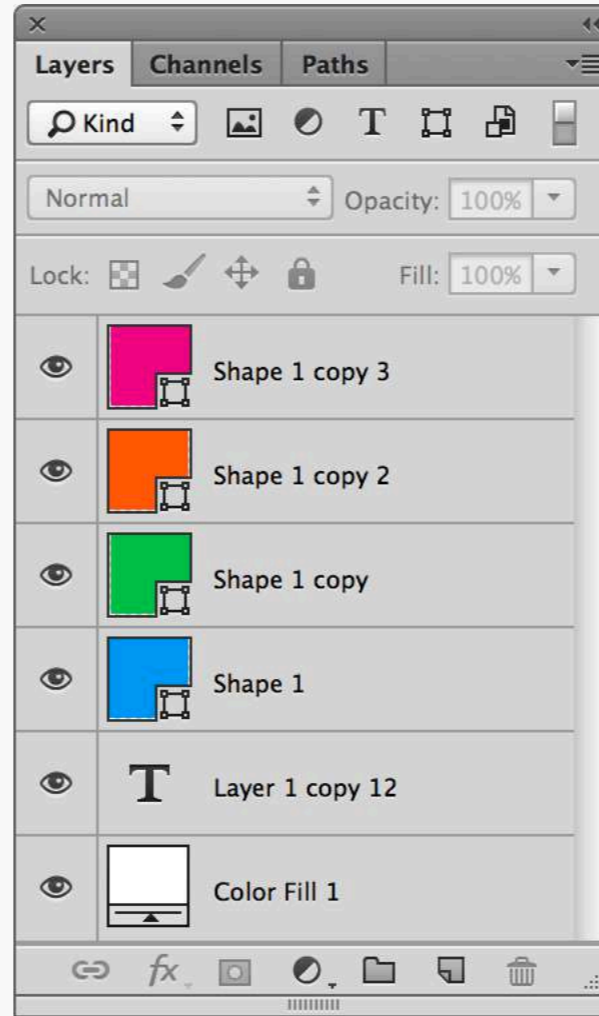 Layers Channels Paths
Kind T
Normal Opacity: 100%
Lock: Fill: 100%
Shape 1 copy 3
Shape 1 copy 2
Shape 1 copy
Shape 1
T Layer 1 copy 12
Color Fill 1
fx